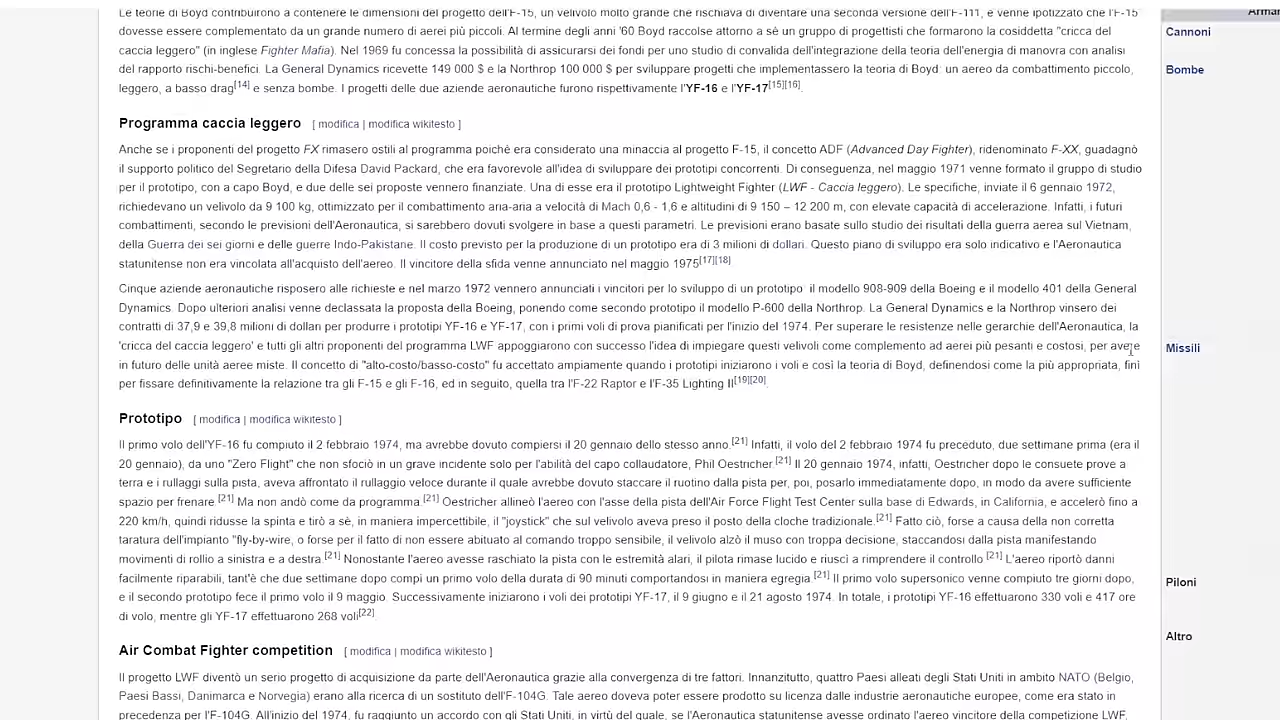 Le teorie di Boyd contribuirono a contenere le dimensioni del progetto dell'F-15, un velivolo molto grande che rischiava di diventare una seconda versione dell'F-111, e venne ipotizzato che l'F-15
dovesse essere complementato da un grande numero di aerei più piccoli. Al termine degli anni '60 Boyd raccolse attorno a sè un gruppo di progettisti che formarono la cosiddetta "cricca del
caccia leggero" (in inglese Fighter Mafia). Nel 1969 fu concessa la possibilità di assicurarsi dei fondi per uno studio di convalida dell'integrazione della teoria dell'energia di manovra con analisi
del rapporto rischi-benefici. La General Dynamics ricevette 149 000 $ e la Northrop 100 000 $ per sviluppare progetti che implementassero la teoria di Boyd: un aereo da combattimento piccolo,
leggero, a basso drag[14] e senza bombe. I progetti delle due aziende aeronautiche furono rispettivamente l'YF-16 e l'YF-17[15][16].
Programma caccia leggero [ modifica | modifica wikitesto ]
Anche se i proponenti del progetto FX rimasero ostili al programma poiché era considerato una minaccia al progetto F-15, il concetto ADF (Advanced Day Fighter), ridenominato F-XX, guadagnò
il supporto politico del Segretario della Difesa David Packard, che era favorevole all'idea di sviluppare dei prototipi concorrenti. Di conseguenza, nel maggio 1971 venne formato il gruppo di studio
per il prototipo, con a capo Boyd, e due delle sei proposte vennero finanziate. Una di esse era il prototipo Lightweight Fighter (LWF - Caccia leggero). Le specifiche, inviate il 6 gennaio 1972,
richiedevano un velivolo da 9 100 kg, ottimizzato per il combattimento aria-aria a velocità di Mach 0,6 - 1,6 e altitudini di 9 150 – 12 200 m, con elevate capacità di accelerazione. Infatti, i futuri
combattimenti, secondo le previsioni dell'Aeronautica, si sarebbero dovuti svolgere in base a questi parametri. Le previsioni erano basate sullo studio dei risultati della guerra aerea sul Vietnam,
della Guerra dei sei giorni e delle guerre Indo-Pakistane. Il costo previsto per la produzione di un prototipo era di 3 milioni di dollari. Questo piano di sviluppo era solo indicativo e l'Aeronautica
statunitense non era vincolata all'acquisto dell'aereo. Il vincitore della sfida venne annunciato nel maggio 1975[17][18]
Cinque aziende aeronautiche risposero alle richieste e nel marzo 1972 vennero annunciati i vincitori per lo sviluppo di un prototipo: il modello 908-909 della Boeing e il modello 401 della General
Dynamics. Dopo ulteriori analisi venne declassata la proposta della Boeing, ponendo come secondo prototipo il modello P-600 della Northrop. La General Dynamics e la Northrop vinsero dei
contratti di 37,9 e 39,8 milioni di dollari per produrre i prototipi YF-16 e YF-17, con i primi voli di prova pianificati per l'inizio del 1974. Per superare le resistenze nelle gerarchie dell'Aeronautica, la
'cricca del caccia leggero' e tutti gli altri proponenti del programma LWF appoggiarono con successo l'idea di impiegare questi velivoli come complemento ad aerei più pesanti e costosi, per avere
in futuro delle unità aeree miste. Il concetto di "alto-costo/basso-costo" fu accettato ampiamente quando i prototipi iniziarono i voli e così la teoria di Boyd, definendosi come la più appropriata, finì
per fissare definitivamente la relazione tra gli F-15 e gli F-16, ed in seguito, quella tra l'F-22 Raptor e l'F-35 Lighting II[19][20].
Prototipo [ modifica | modifica wikitesto ]
Il primo volo dell'YF-16 fu compiuto il 2 febbraio 1974, ma avrebbe dovuto compiersi il 20 gennaio dello stesso anno.[21] Infatti, il volo del 2 febbraio 1974 fu preceduto, due settimane prima (era il
20 gennaio), da uno "Zero Flight" che non sfociò in un grave incidente solo per l'abilità del capo collaudatore, Phil Oestricher.[21] Il 20 gennaio 1974, infatti, Oestricher dopo le consuete prove a
terra e i rullaggi sulla pista, aveva affrontato il rullaggio veloce durante il quale avrebbe dovuto staccare il ruotino dalla pista per, poi, posarlo immediatamente dopo, in modo da avere sufficiente
spazio per frenare.[21] Ma non andò come da programma.[21] Oestricher allineò l'aereo con l'asse della pista dell'Air Force Flight Test Center sulla base di Edwards, in California, e accelerò fino a
220 km/h, quindi ridusse la spinta e tirò a sè, in maniera impercettibile, il "joystick" che sul velivolo aveva preso il posto della cloche tradizionale.[21] Fatto ciò, forse a causa della non corretta
taratura dell'impianto "fly-by-wire, o forse per il fatto di non essere abituato al comando troppo sensibile, il velivolo alzò il muso con troppa decisione, staccandosi dalla pista manifestando
movimenti di rollio a sinistra e a destra.[21] Nonostante l'aereo avesse raschiato la pista con le estremità alari, il pilota rimase lucido e riuscì a rimprendere il controllo.[21] L'aereo riportò danni
facilmente riparabili, tant'è che due settimane dopo compì un primo volo della durata di 90 minuti comportandosi in maniera egregia.[21] Il primo volo supersonico venne compiuto tre giorni dopo,
e il secondo prototipo fece il primo volo il 9 maggio. Successivamente iniziarono i voli dei prototipi YF-17, il 9 giugno e il 21 agosto 1974. In totale, i prototipi YF-16 effettuarono 330 voli e 417 ore
di volo, mentre gli YF-17 effettuarono 268 voli[22].
Air Combat Fighter competition [ modifica | modifica wikitesto ]
Il progetto LWF diventò un serio progetto di acquisizione da parte dell'Aeronautica grazie alla convergenza di tre fattori. Innanzitutto, quattro Paesi alleati degli Stati Uniti in ambito NATO (Belgio,
Paesi Bassi, Danimarca e Norvegia) erano alla ricerca di un sostituto dell'F-104G. Tale aereo doveva poter essere prodotto su licenza dalle industrie aeronautiche europee, come era stato in
precedenza per l'F-104G. All'inizio del 1974, fu raggiunto un accordo con gli Stati Uniti, in virtù del quale, se l'Aeronautica statunitense avesse ordinato l'aereo vincitore della competizione LWF,
Cannoni
Bombe
Missili
Piloni
Altro